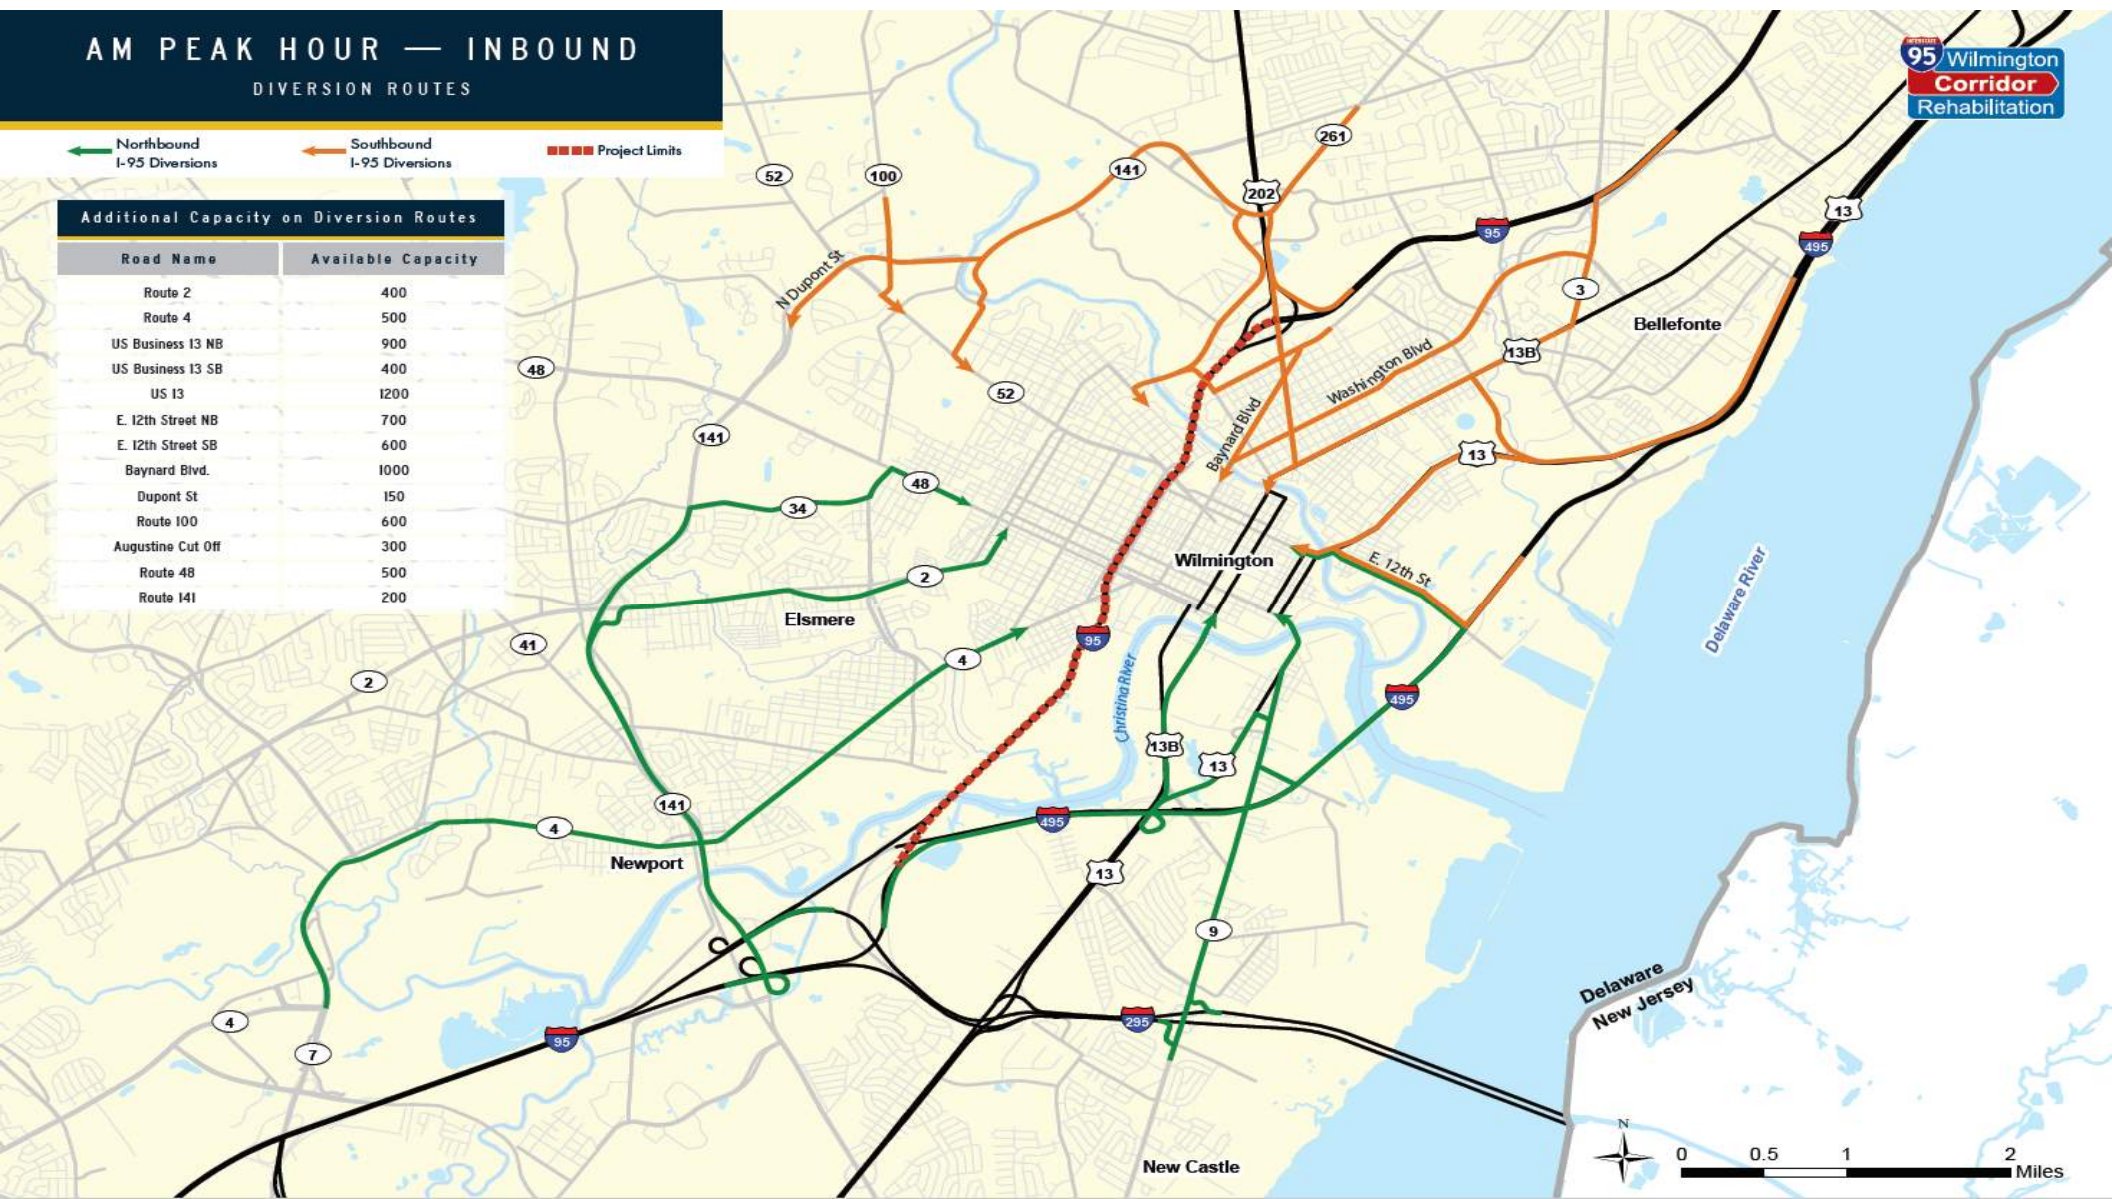 AM PEAK HOUR — INBOUND
DIVERSION ROUTES
Northbound
I-95 Diversions
Southbound
I-95 Diversions
Project Limits
INTERSTATE
95 Wilmington
Corridor
Rehabilitation
Additional Capacity on Diversion Routes
Road Name Available Capacity
Route 2 400
Route 4 500
US Business 13 NB 900
US Business 13 SB 400
US 13 1200
E. 12th Street NB 700
E. 12th Street SB 600
Baynard Blvd. 1000
Dupont St 150
Route 100 600
Augustine Cut Off 300
Route 48 500
Route 141 200
261
141
52
100
202
13
95
495
N Dupont St
3
Bellefonte
13B
Washington Blvd
48
52
Baynard Blvd
141
13
48
34
Wilmington
E. 12th St
2
Delaware River
Elsmere
41
95
4
2
Christina River
495
13B
13
141
495
4
Newport
13
9
Delaware
New Jersey
4
295
95
7
N
0 0.5 1 2
Miles
New Castle